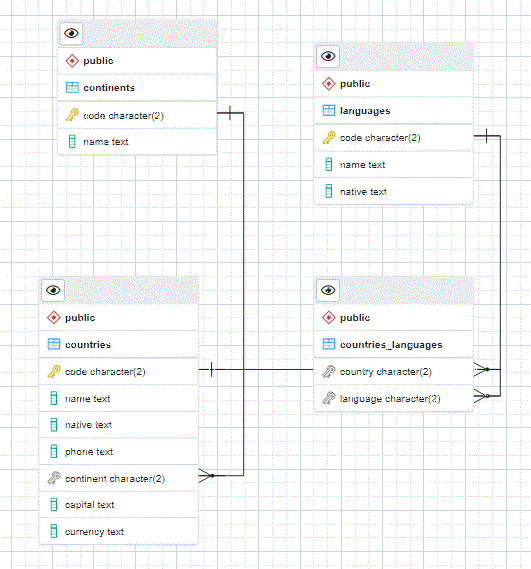 public
continents
code character(2)
name text
public
languages
code character(2)
name text
native text
public
countries
code character(2)
name text
native text
phone text
continent character(2)
capital text
currency text
public
countries_languages
country character(2)
language character(2)